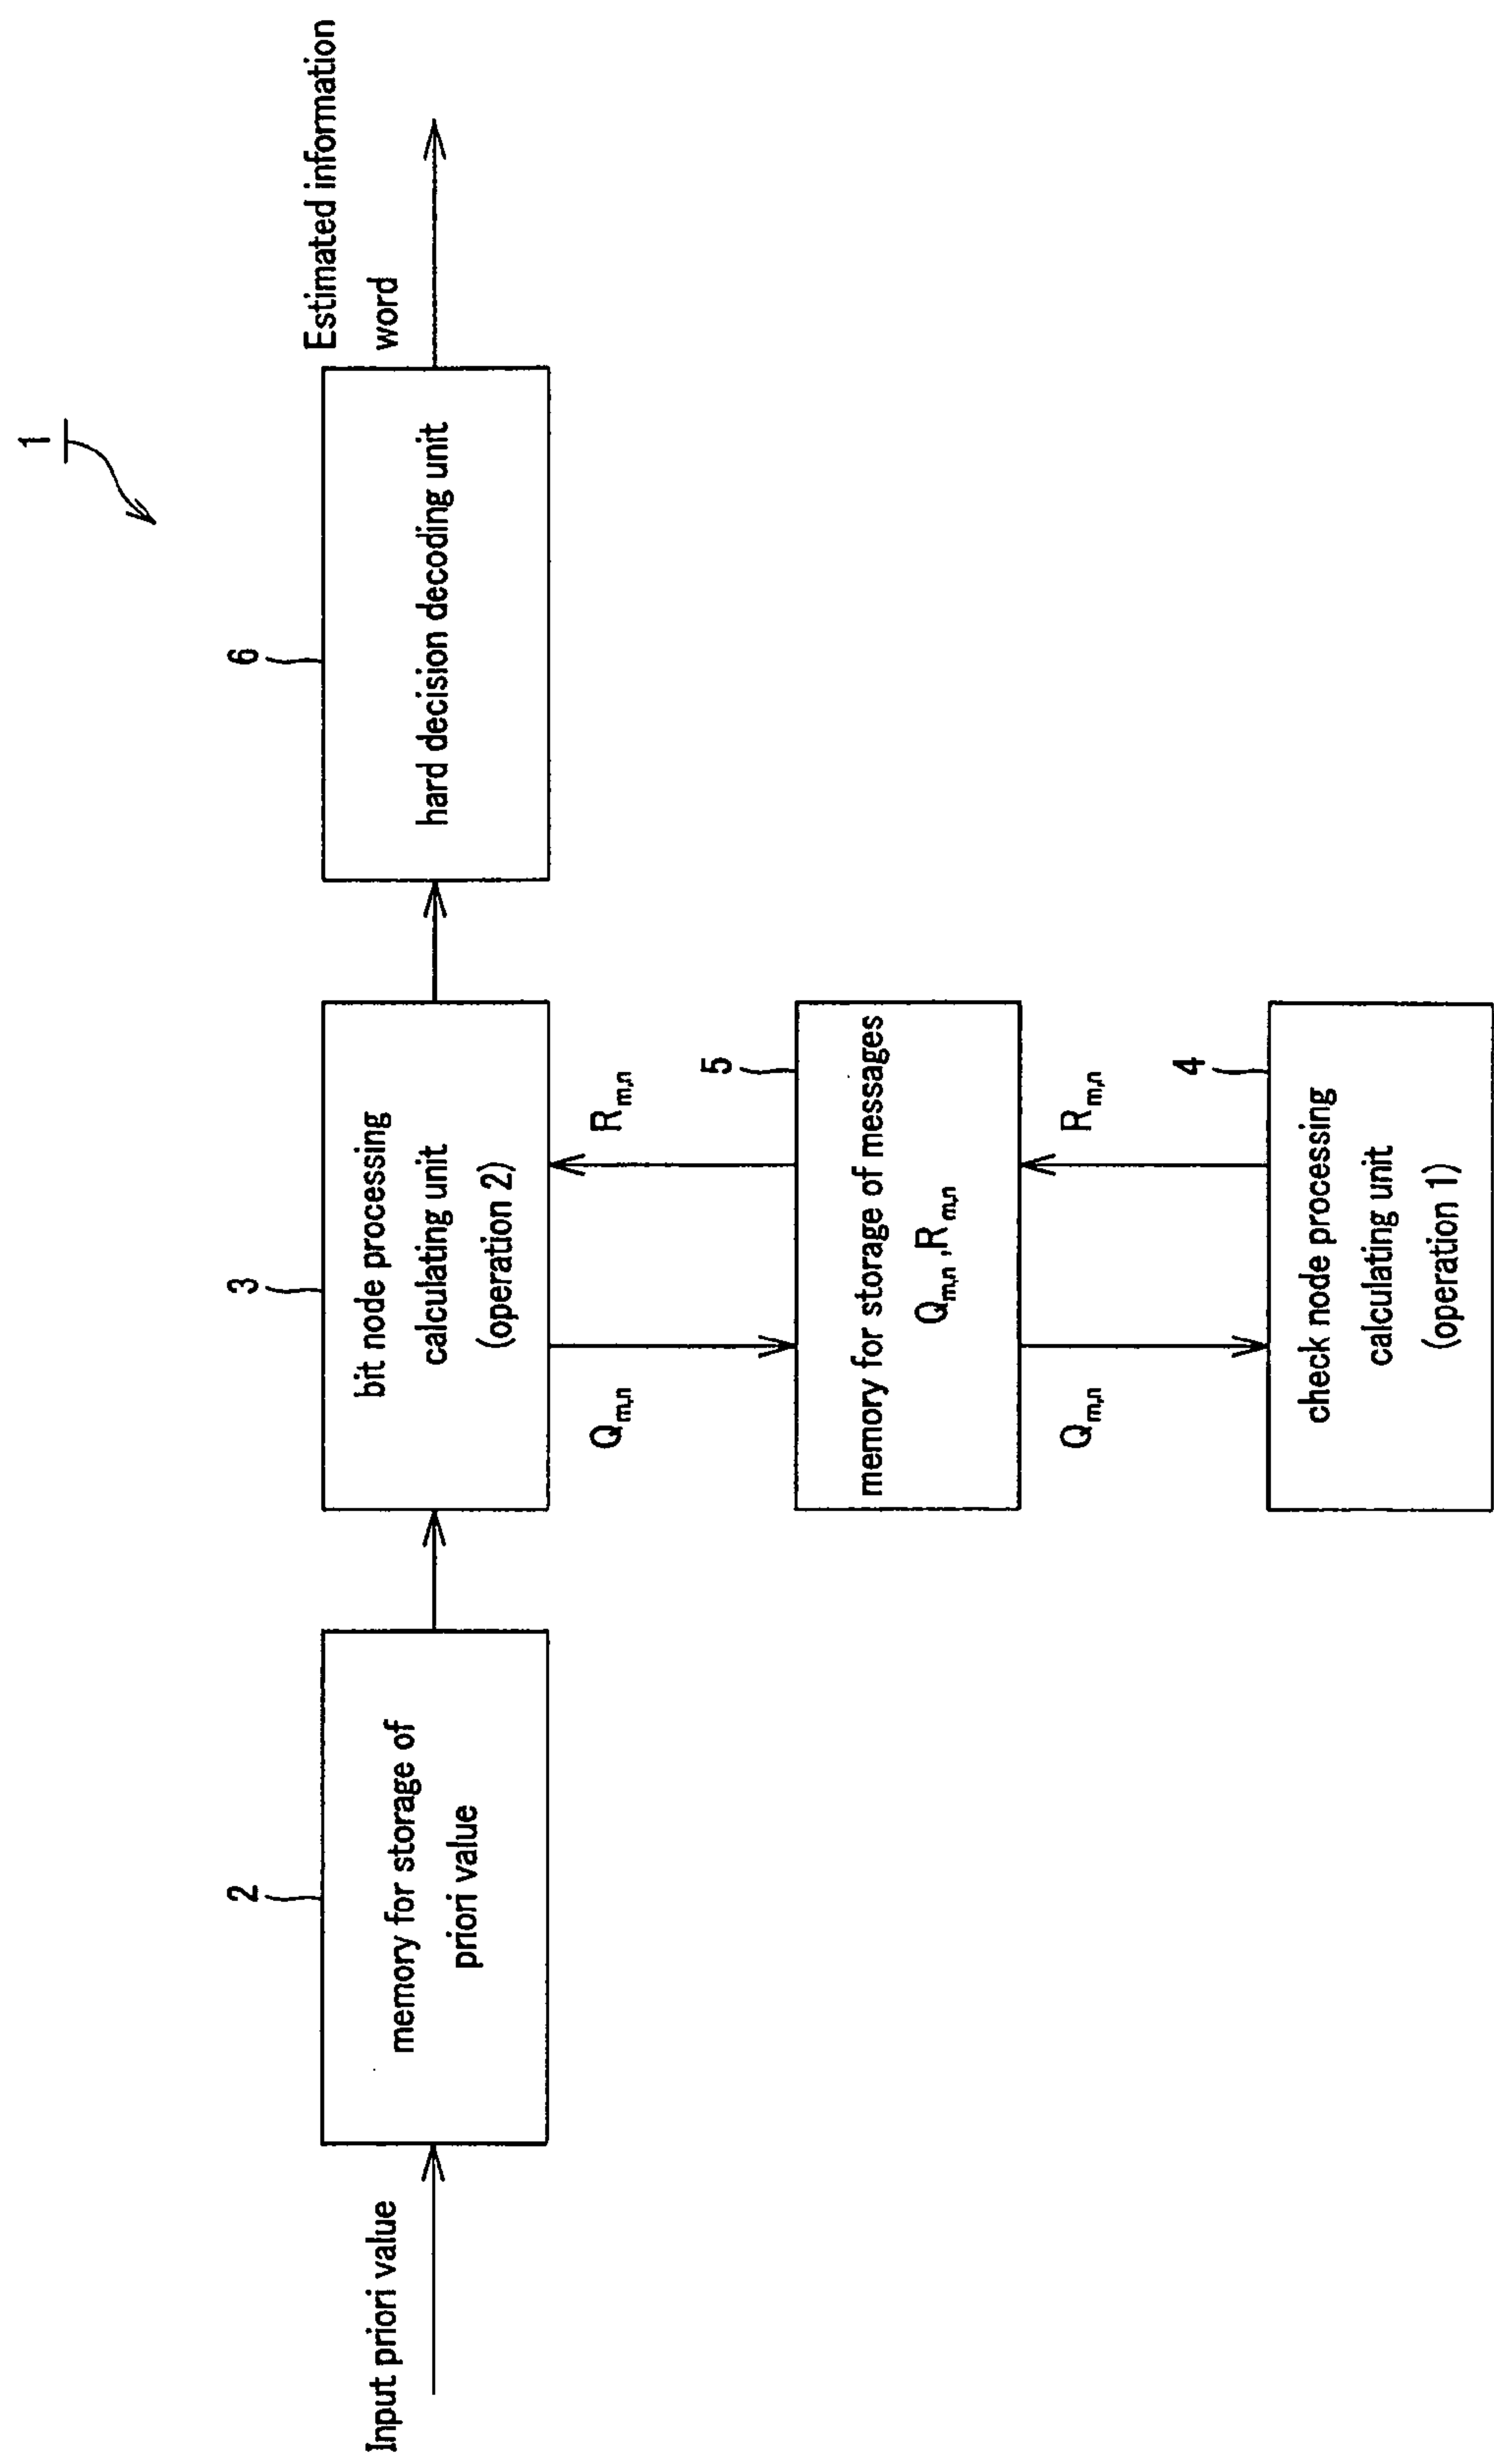 1
Input priori value
2
memory for storage of
priori value
3
bit node processing
calculating unit
(operation 2)
6
hard decision decoding unit
Estimated information
word
Qm,n
Rm,n
5
memory for storage of messages
Qm,n ,Rm,n
Qm,n
Rm,n
4
check node processing
calculating unit
(operation 1)